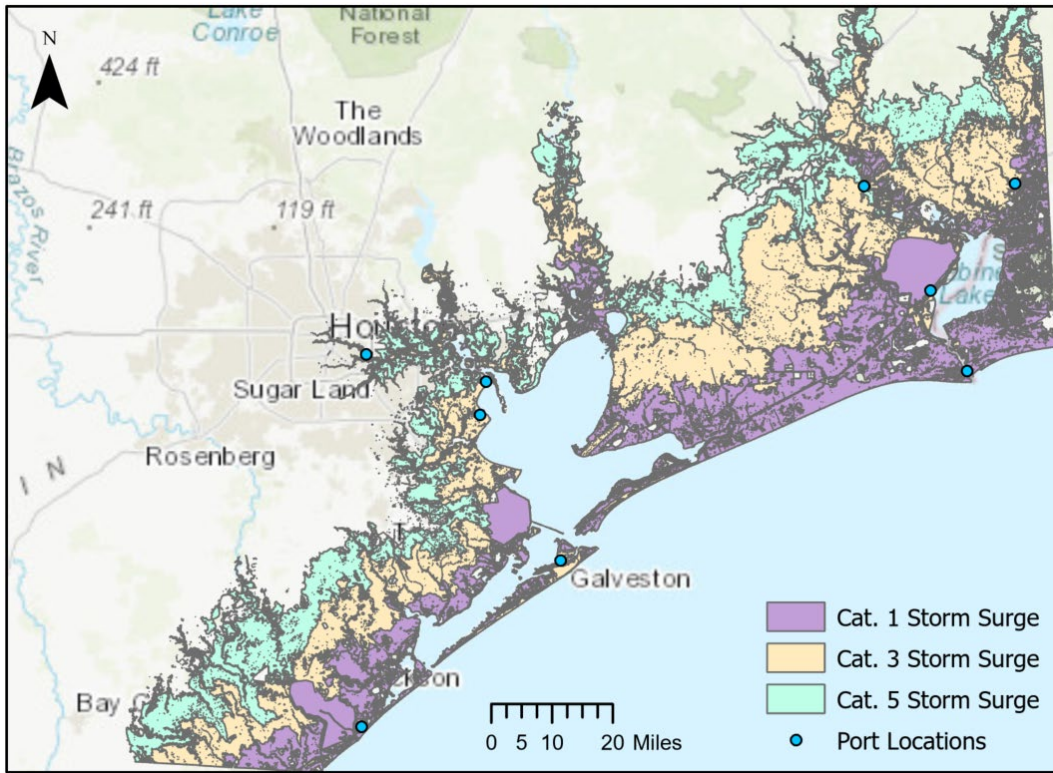 Lake
Conroe
National
Forest
N
424 ft
The
Woodlands
Brazos River
241 ft
119 ft
Sugar Land
Rosenberg
I N
Lake
Galveston
Bay
Cat. 1 Storm Surge
Cat. 3 Storm Surge
Cat. 5 Storm Surge
Port Locations
0 5 10 20 Miles